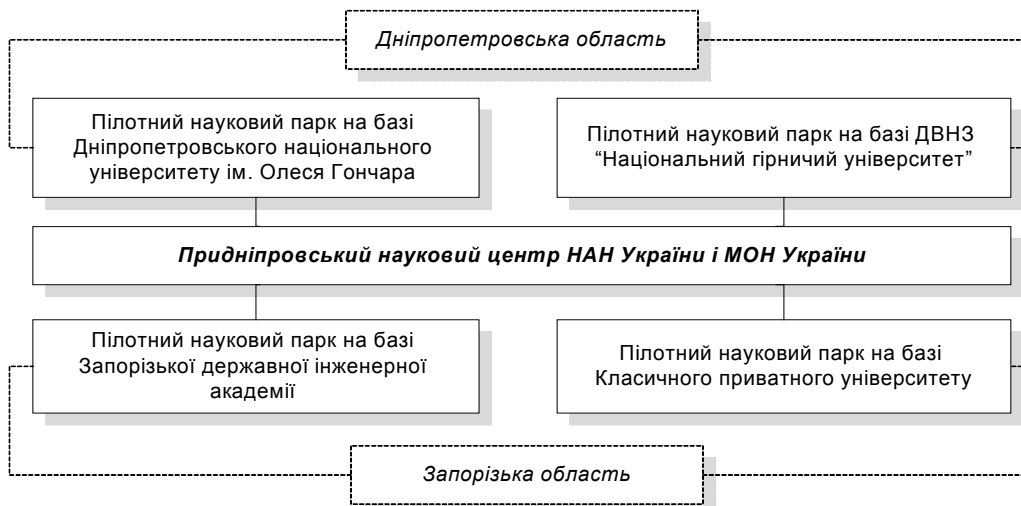 Дніпропетровська область
Пілотний науковий парк на базі
Дніпропетровського національного
університету ім. Олеся Гончара
Пілотний науковий парк на базі ДВНЗ
“Національний гірничий університет”
Придніпровський науковий центр НАН України і МОН України
Пілотний науковий парк на базі
Запорізької державної інженерної
академії
Пілотний науковий парк на базі
Класичного приватного університету
Запорізька область